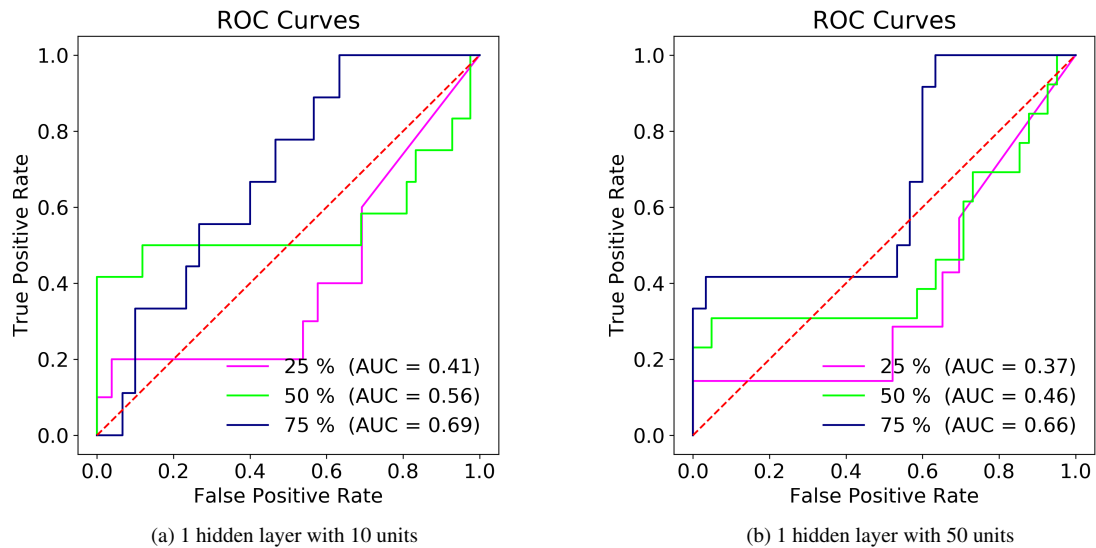 ROC Curves
True Positive Rate
1.0
0.8
0.6
0.4
0.2
0.0
25 % (AUC = 0.41)
50 % (AUC = 0.56)
75 % (AUC = 0.69)
0.0 0.2 0.4 0.6 0.8 1.0
False Positive Rate
(a) 1 hidden layer with 10 units
ROC Curves
True Positive Rate
1.0
0.8
0.6
0.4
0.2
0.0
25 % (AUC = 0.37)
50 % (AUC = 0.46)
75 % (AUC = 0.66)
0.0 0.2 0.4 0.6 0.8 1.0
False Positive Rate
(b) 1 hidden layer with 50 units